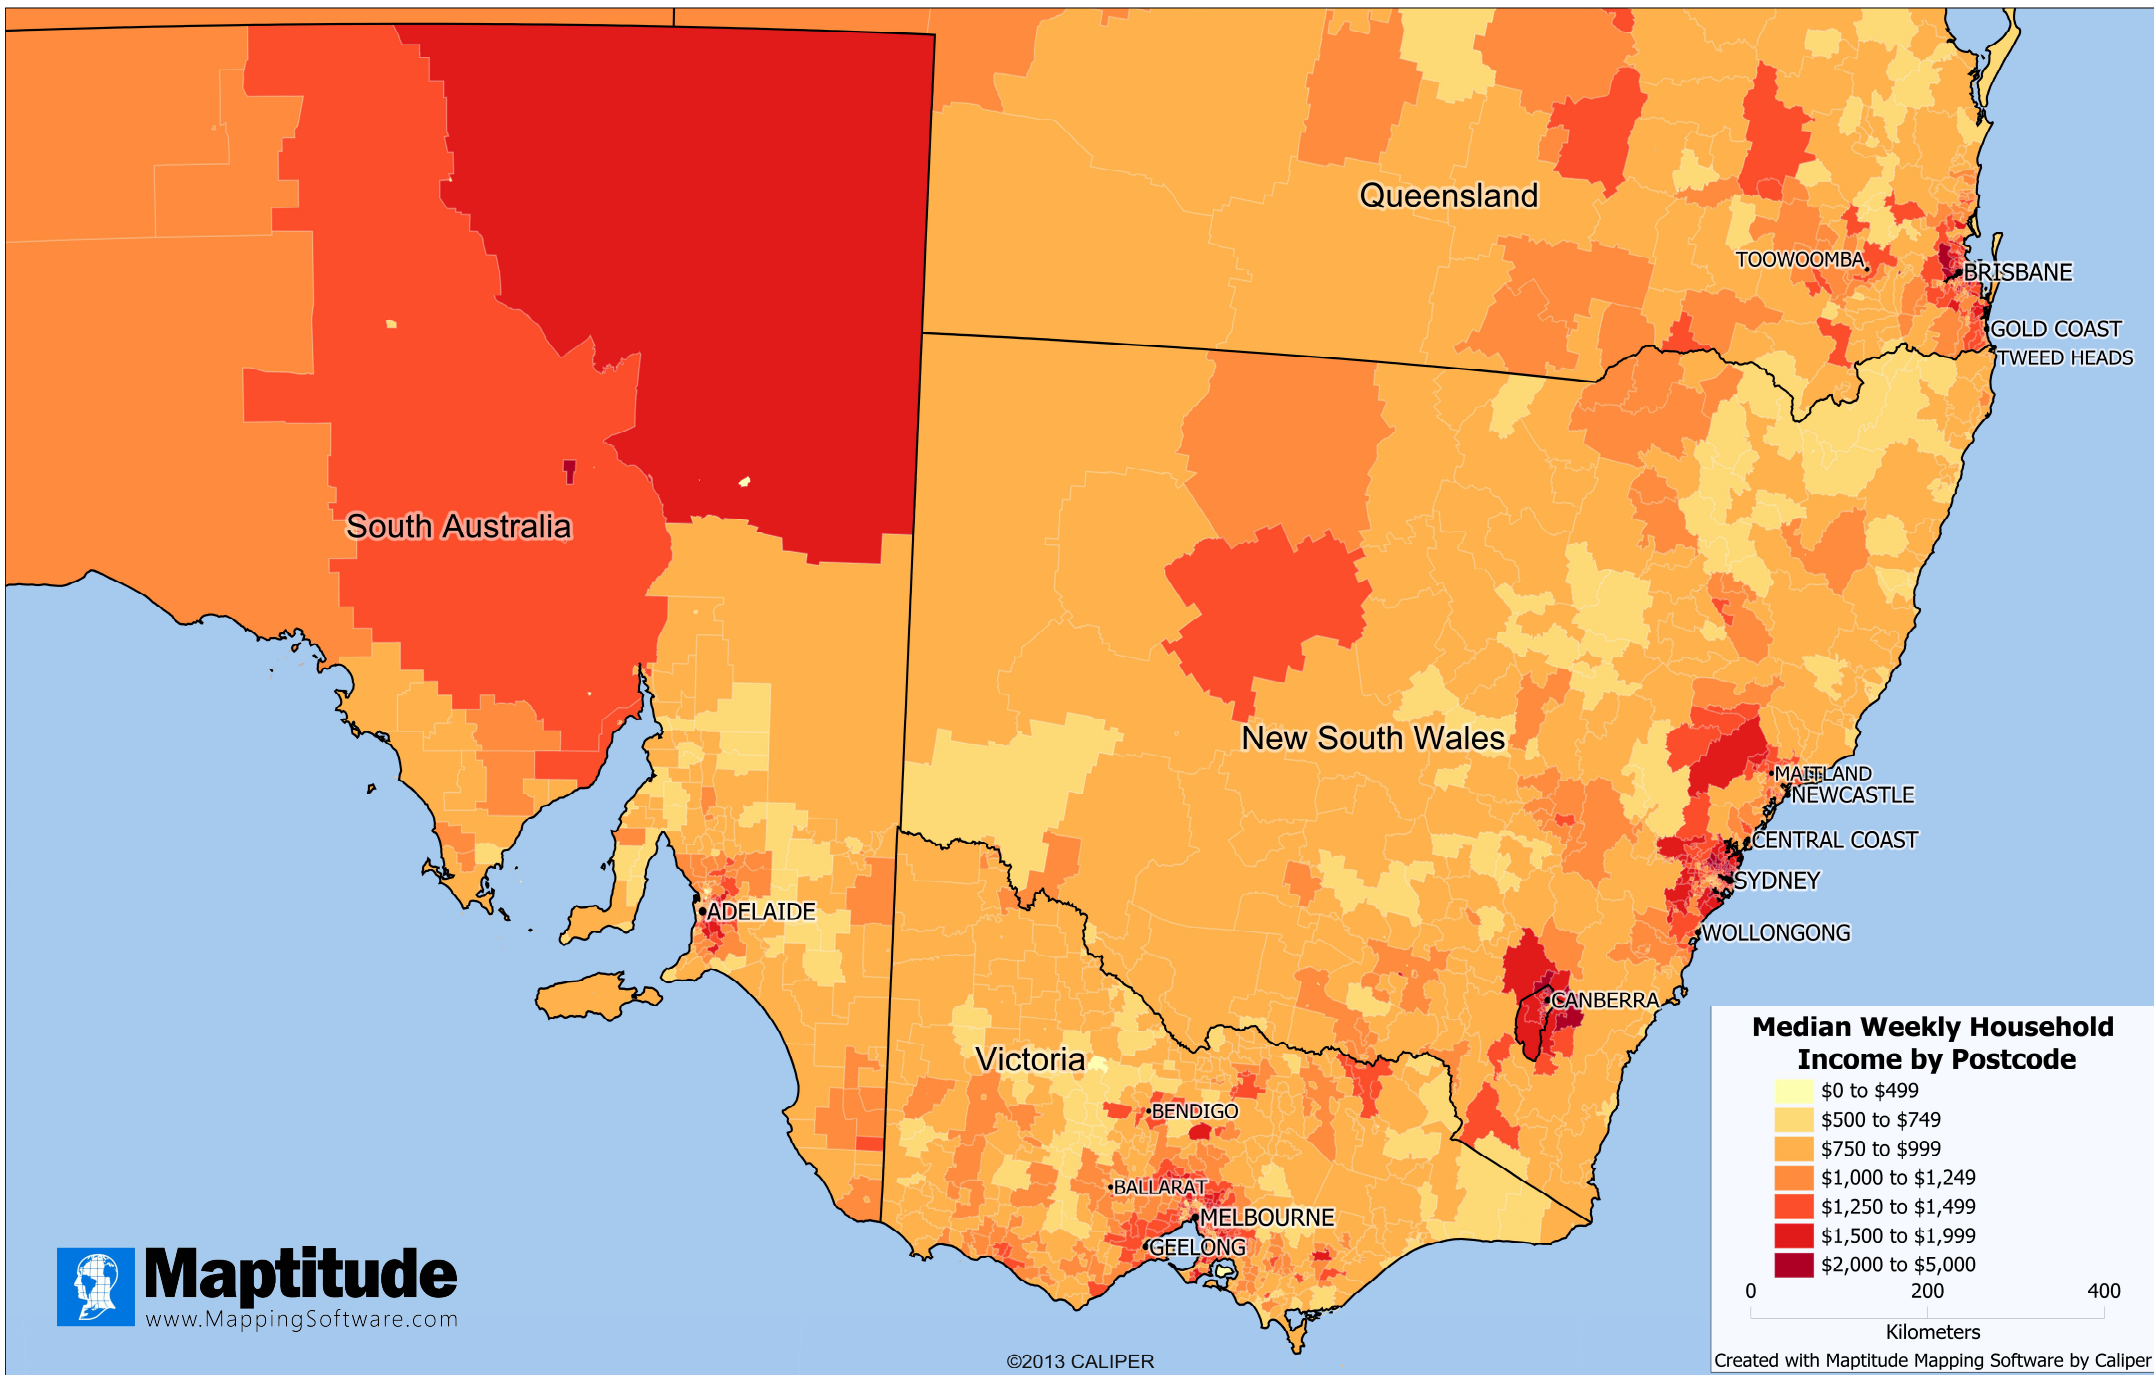 Queensland
TOOWOOMBA
BRISBANE
GOLD COAST
TWEED HEADS
South Australia
New South Wales
MAITLAND
NEWCASTLE
CENTRAL COAST
SYDNEY
ADELAIDE
WOLLONGONG
CANBERRA
Victoria
BENDIGO
BALLARAT
MELBOURNE
GEELONG
Median Weekly Household
Income by Postcode
$0 to $499
$500 to $749
$750 to $999
$1,000 to $1,249
$1,250 to $1,499
$1,500 to $1,999
$2,000 to $5,000
0 200 400
Kilometers
Created with Maptitude Mapping Software by Caliper
Maptitude
www.MappingSoftware.com
©2013 CALIPER